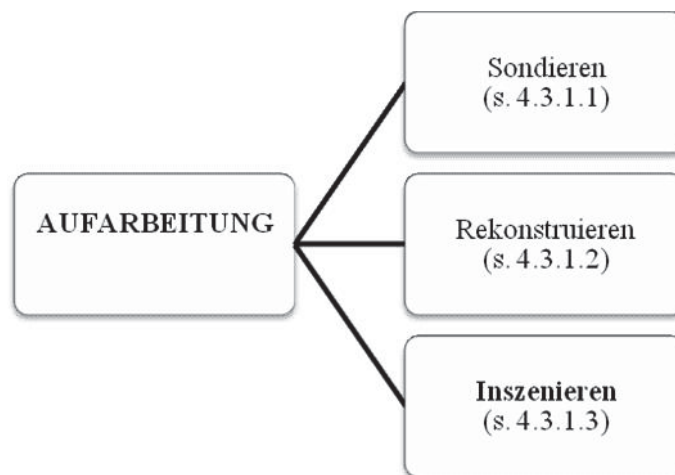 Sondieren
(s. 4.3.1.1)
AUFARBEITUNG
Rekonstruieren
(s. 4.3.1.2)
Inszenieren
(s. 4.3.1.3)